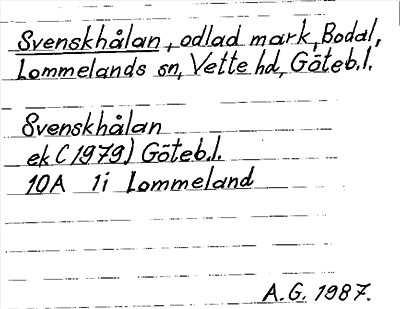 Svenskhålan, odlad mark, Bodal,
Lommelands sn, Vette hd, Göteb.l.
Svenskhålan
ek (1979) Göteb.l.
10A 1i Lommeland
A.G. 1987.